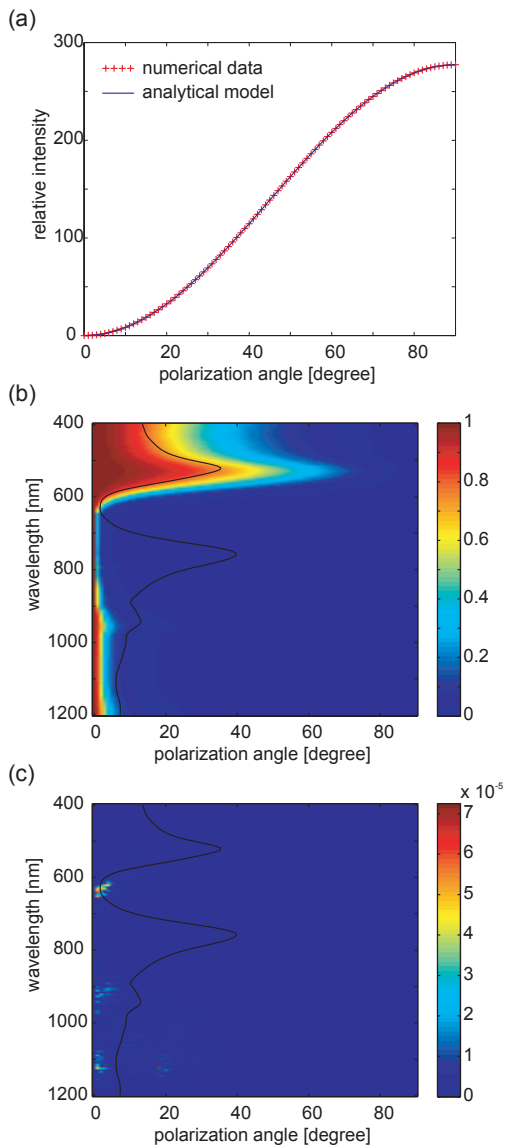 (a)
300
200
100
0
relative intensity
numerical data
analytical model
0 20 40 60 80
polarization angle [degree]
(b)
400
600
800
1000
1200
wavelength [nm]
0 20 40 60 80
polarization angle [degree]
1
0.8
0.6
0.4
0.2
0
(c)
400
600
800
1000
1200
wavelength [nm]
0 20 40 60 80
polarization angle [degree]
x 10⁻⁵
7
6
5
4
3
2
1
0